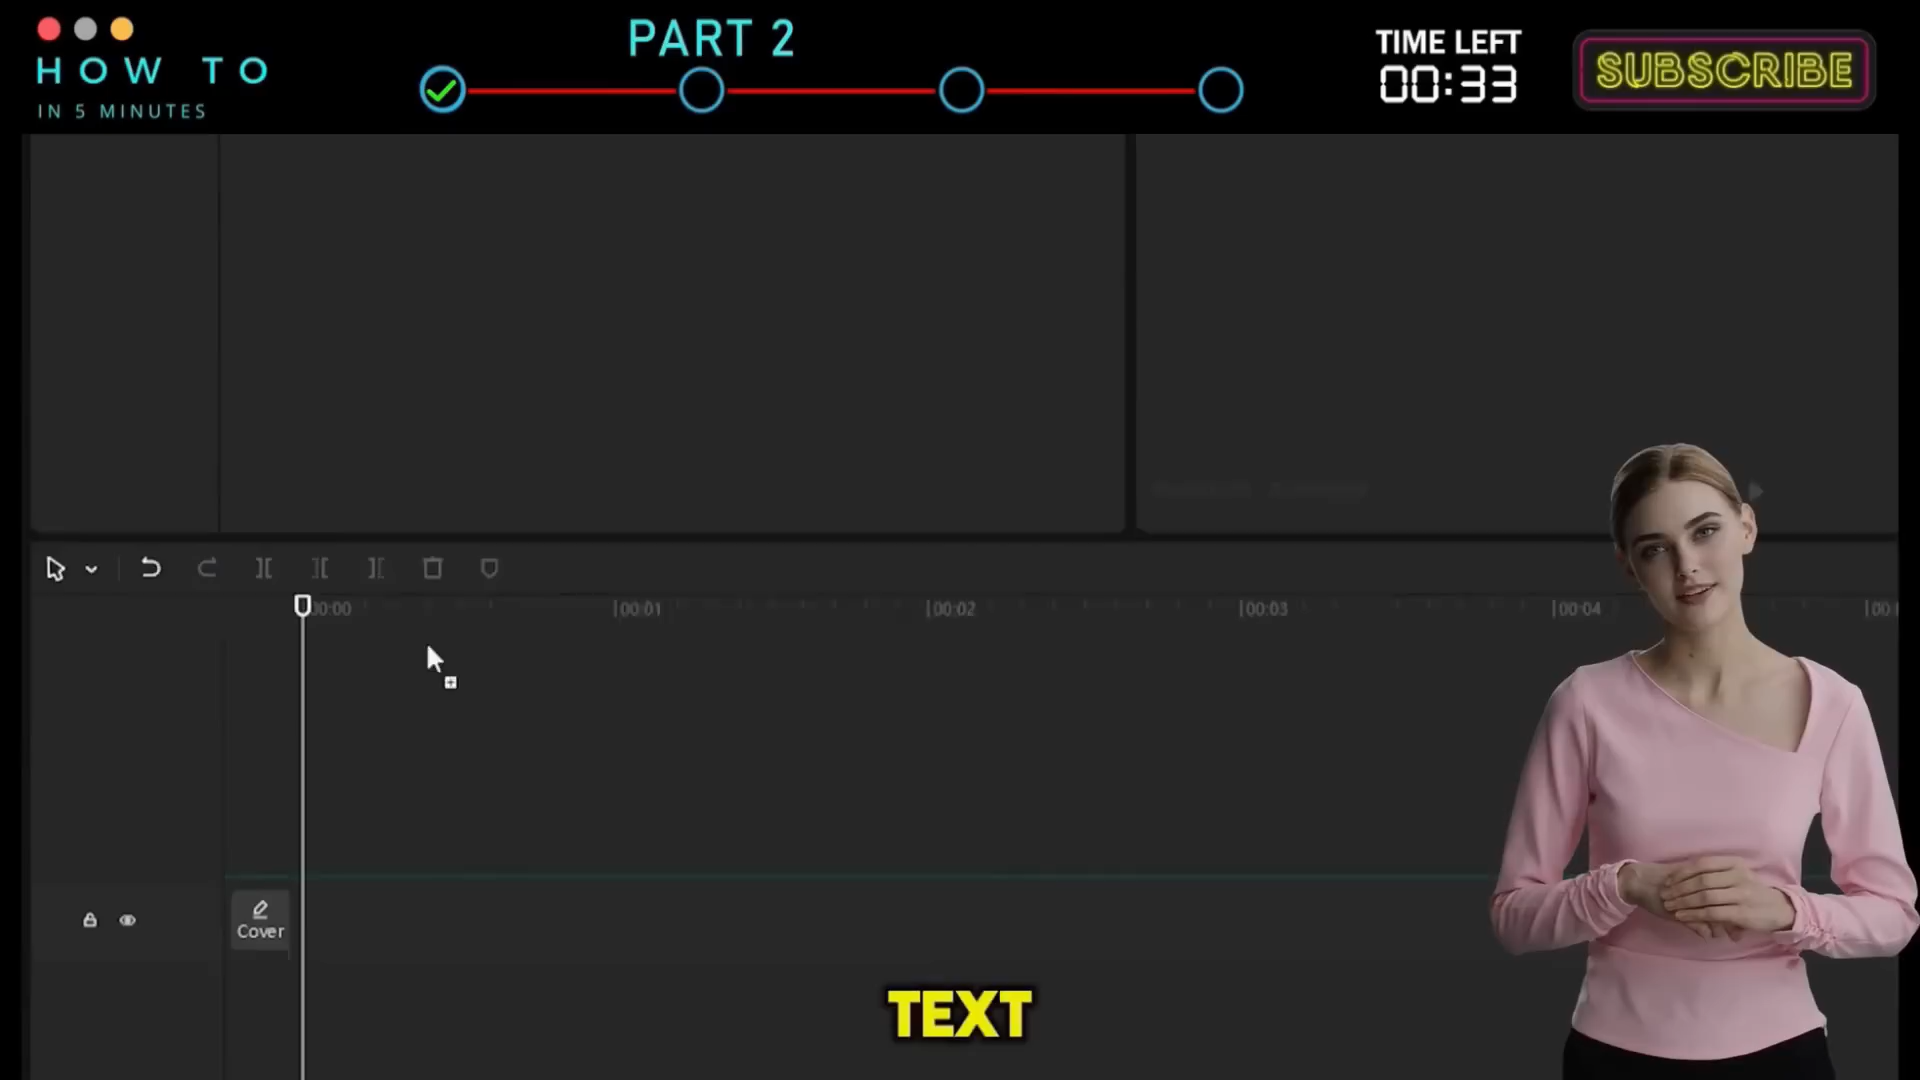 HOW TO
IN 5 MINUTES
PART 2
TIME LEFT
00:33
SUBSCRIBE
00:00
00:01
00:02
00:03
00:04
Cover
TEXT